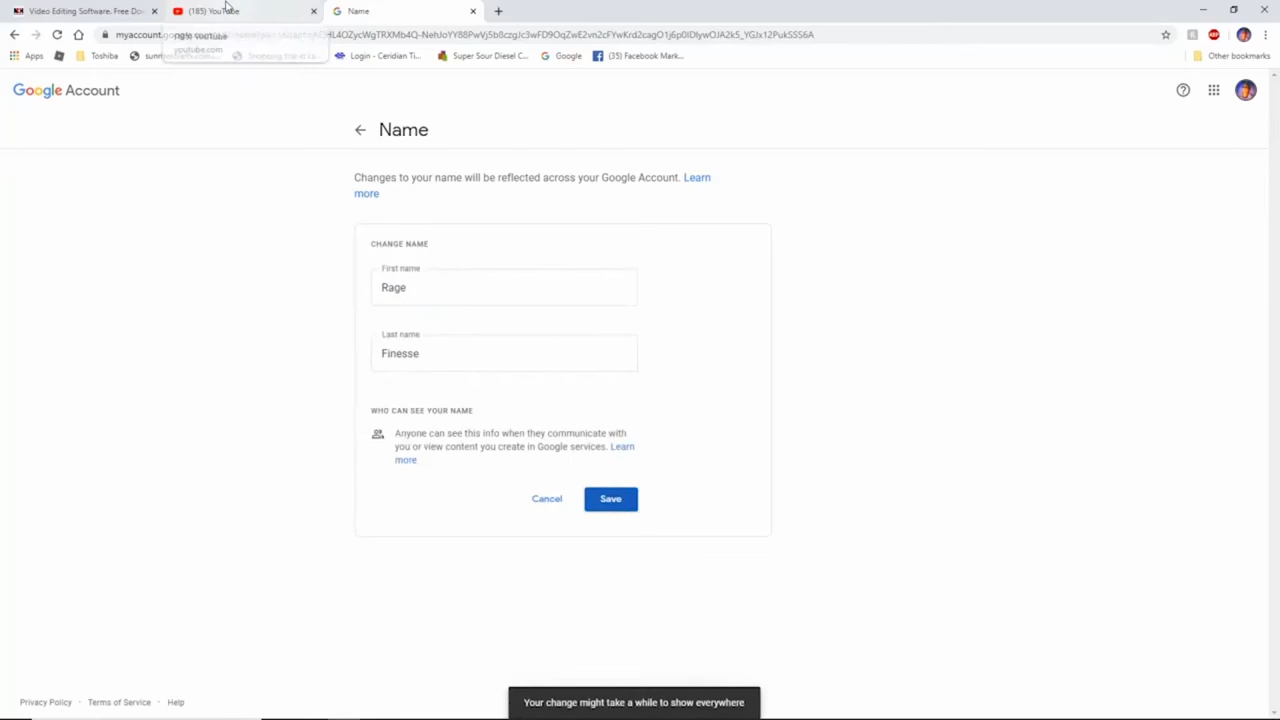 Video Editing Software. Free Do
(185) YouTube
Name
Apps
Toshiba
Login - Ceridian Ti...
Super Sour Diesel C...
Google
(35) Facebook Mark...
Other bookmarks
youtube.com
Google Account
Name
Changes to your name will be reflected across your Google Account. Learn
more
CHANGE NAME
First name
Rage
Last name
Finesse
WHO CAN SEE YOUR NAME
Anyone can see this info when they communicate with
you or view content you create in Google services. Learn
more
Cancel
Save
Your change might take a while to show everywhere
Privacy Policy · Terms of Service · Help